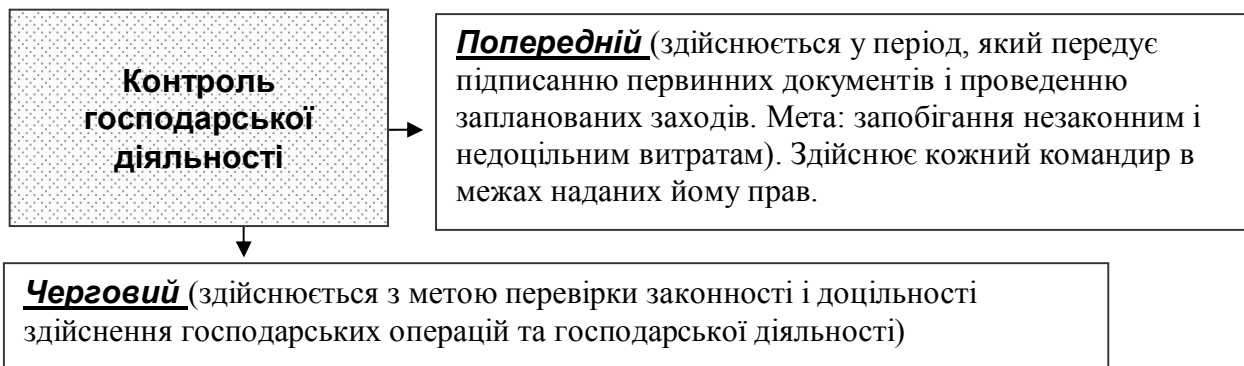 Контроль
господарської
діяльності
Попередній (здійснюється у період, який передує
підписанню первинних документів і проведенню
запланованих заходів. Мета: запобігання незаконним і
недоцільним витратам). Здійснює кожний командир в
межах наданих йому прав.
Черговий (здійснюється з метою перевірки законності і доцільності
здійснення господарських операцій та господарської діяльності)